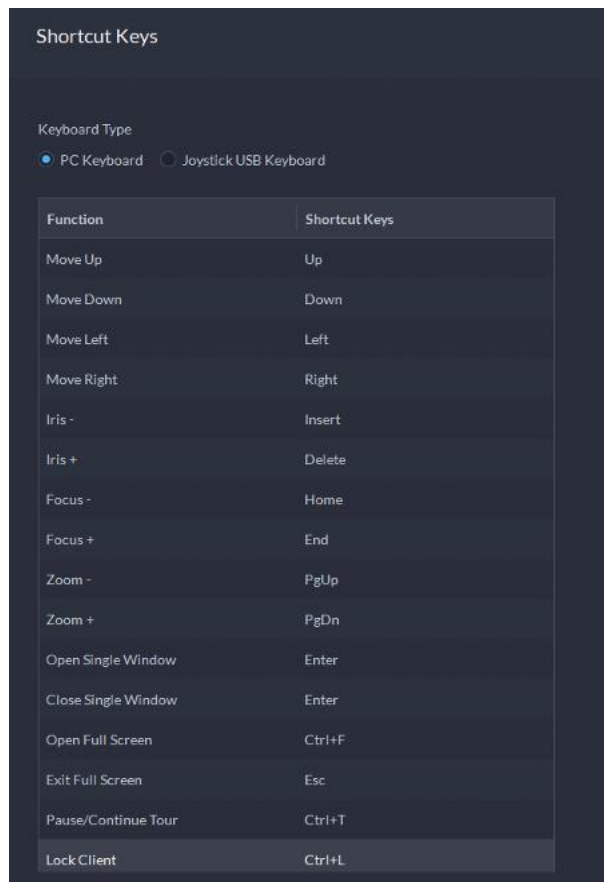 Shortcut Keys
Keyboard Type
PC Keyboard Joystick USB Keyboard
Function Shortcut Keys
Move Up Up
Move Down Down
Move Left Left
Move Right Right
Iris - Insert
Iris + Delete
Focus - Home
Focus + End
Zoom - PgUp
Zoom + PgDn
Open Single Window Enter
Close Single Window Enter
Open Full Screen Ctrl+F
Exit Full Screen Esc
Pause/Continue Tour Ctrl+T
Lock Client Ctrl+L